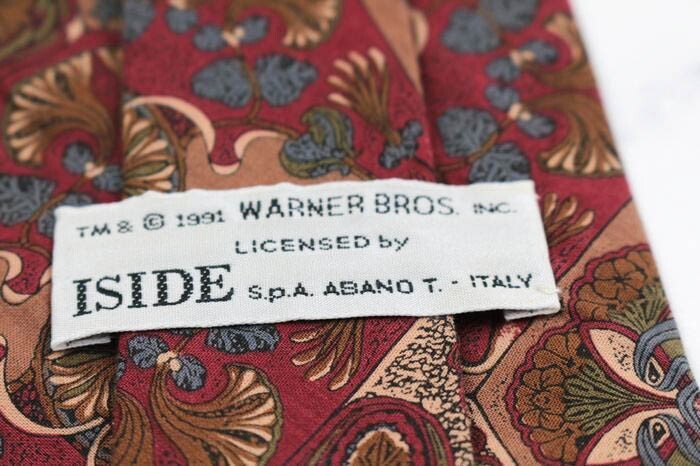 TM & © 1991 WARNER BROS. INC.
LICENSED by
ISIDE S.p.A. ABANO T. - ITALY